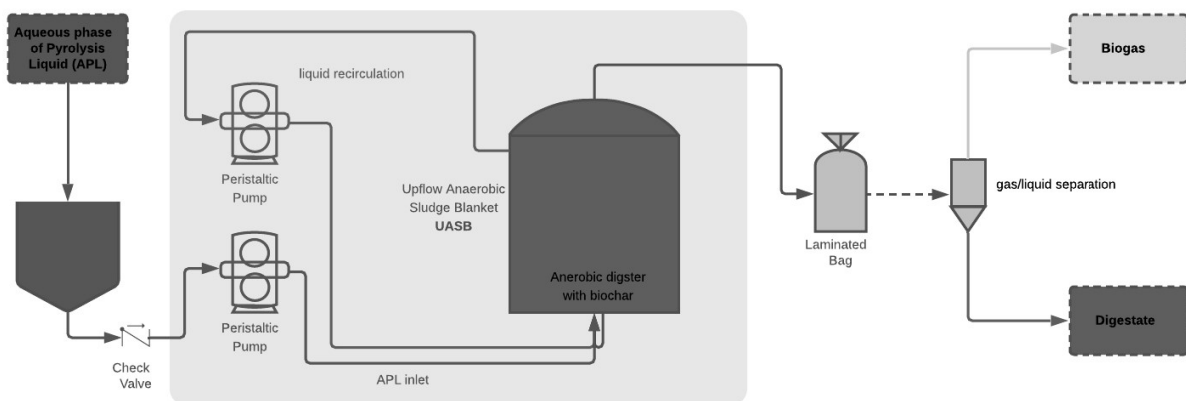 Aqueous phase
of Pyrolysis
Liquid (APL)
liquid recirculation
Peristaltic
Pump
Upflow Anaerobic
Sludge Blanket
UASB
Anerobic digster
with biochar
Peristaltic
Pump
Check
Valve
APL inlet
Laminated
Bag
gas/liquid separation
Biogas
Digestate